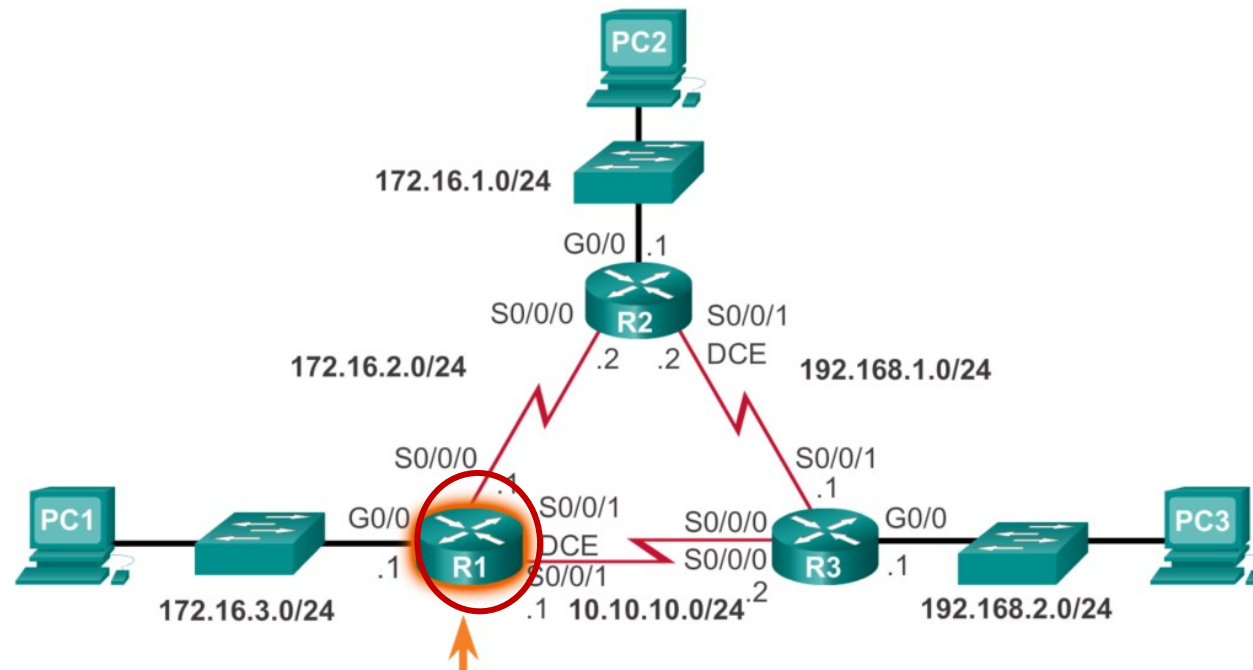 PC2
172.16.1.0/24
G0/0 .1
S0/0/0 R2 S0/0/1
.2 .2 DCE
172.16.2.0/24 192.168.1.0/24
S0/0/0 .1
S0/0/1 .1
PC1 G0/0 S0/0/1 S0/0/0 G0/0 PC3
.1 R1 DCE S0/0/0 R3 .1
S0/0/1
172.16.3.0/24 .1 10.10.10.0/24 .2 192.168.2.0/24